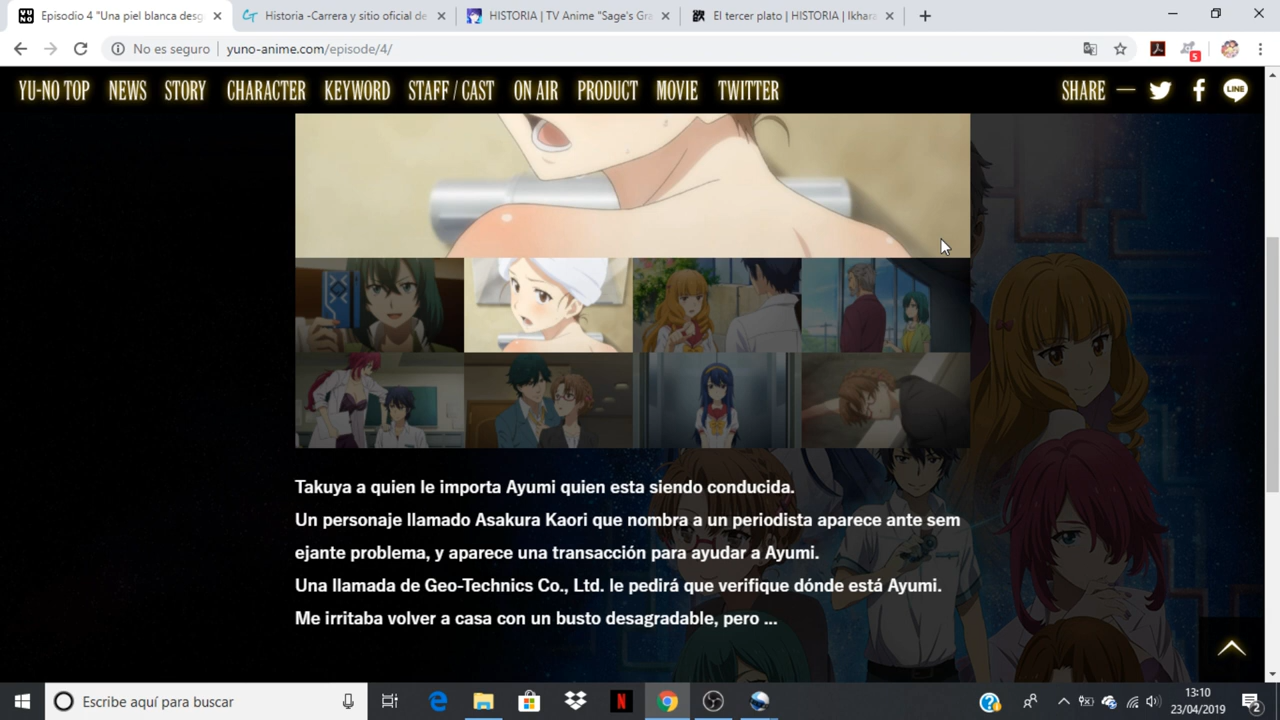 Episodio 4 "Una piel blanca desg
Historia -Carrera y sitio oficial de
HISTORIA | TV Anime "Sage's Gra
El tercer plato | HISTORIA | Ikhara
No es seguro
yuno-anime.com/episode/4/
5
YU-NO TOP
NEWS
STORY
CHARACTER
KEYWORD
STAFF / CAST
ON AIR
PRODUCT
MOVIE
TWITTER
SHARE
LINE
Takuya a quien le importa Ayumi quien esta siendo conducida.
Un personaje llamado Asakura Kaori que nombra a un periodista aparece ante sem
ejante problema, y aparece una transacción para ayudar a Ayumi.
Una llamada de Geo-Technics Co., Ltd. le pedirá que verifique dónde está Ayumi.
Me irritaba volver a casa con un busto desagradable, pero ...
Escribe aquí para buscar
13:10
23/04/2019
2